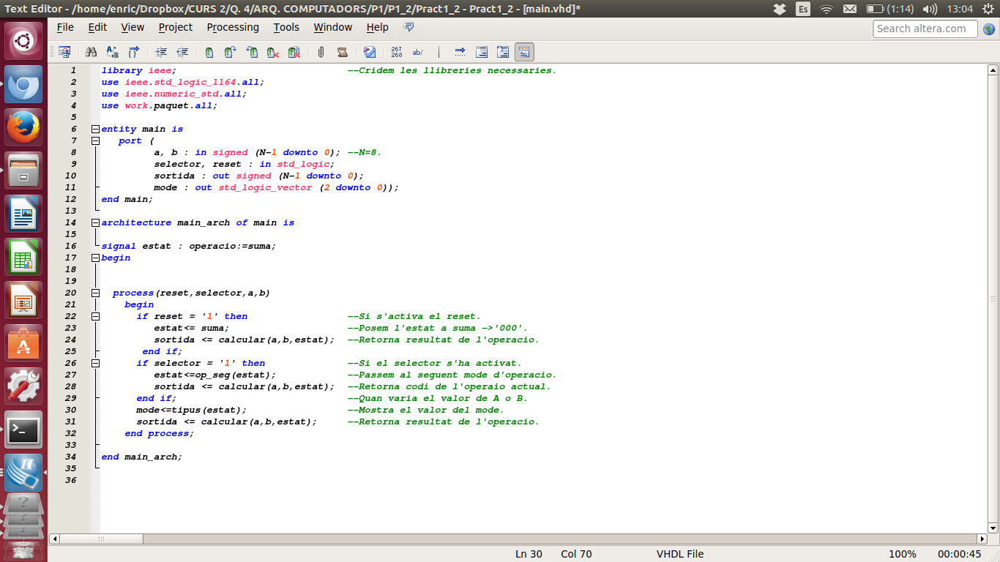 Text Editor - /home/enric/Dropbox/CURS 2/Q. 4/ARQ. COMPUTADORS/P1/P1_2/Pract1_2 - Pract1_2 - [main.vhd]*
Es (1:14) 13:04
File Edit View Project Processing Tools Window Help
Search altera.com
267
268 ab/
1 library ieee; --Cridem les llibreries necessaries.
2 use ieee.std_logic_1164.all;
3 use ieee.numeric_std.all;
4 use work.paquet.all;
5
6 entity main is
7 port (
8 a, b : in signed (N-1 downto 0); --N=8.
9 selector, reset : in std_logic;
10 sortida : out signed (N-1 downto 0);
11 mode : out std_logic_vector (2 downto 0));
12 end main;
13
14 architecture main_arch of main is
15
16 signal estat : operacio:=suma;
17 begin
18
19
20 process(reset,selector,a,b)
21 begin
22 if reset = '1' then --Si s'activa el reset.
23 estat<= suma; --Posem l'estat a suma ->'000'.
24 sortida <= calcular(a,b,estat); --Retorna resultat de l'operacio.
25 end if;
26 if selector = '1' then --Si el selector s'ha activat.
27 estat<=op_seg(estat); --Passem al seguent mode d'operacio.
28 sortida <= calcular(a,b,estat); --Retorna codi de l'operaio actual.
29 end if; --Quan varia el valor de A o B.
30 mode<=tipus(estat); --Mostra el valor del mode.
31 sortida <= calcular(a,b,estat); --Retorna resultat de l'operacio.
32 end process;
33
34 end main_arch;
35
36
Ln 30 Col 70 VHDL File 100% 00:00:45